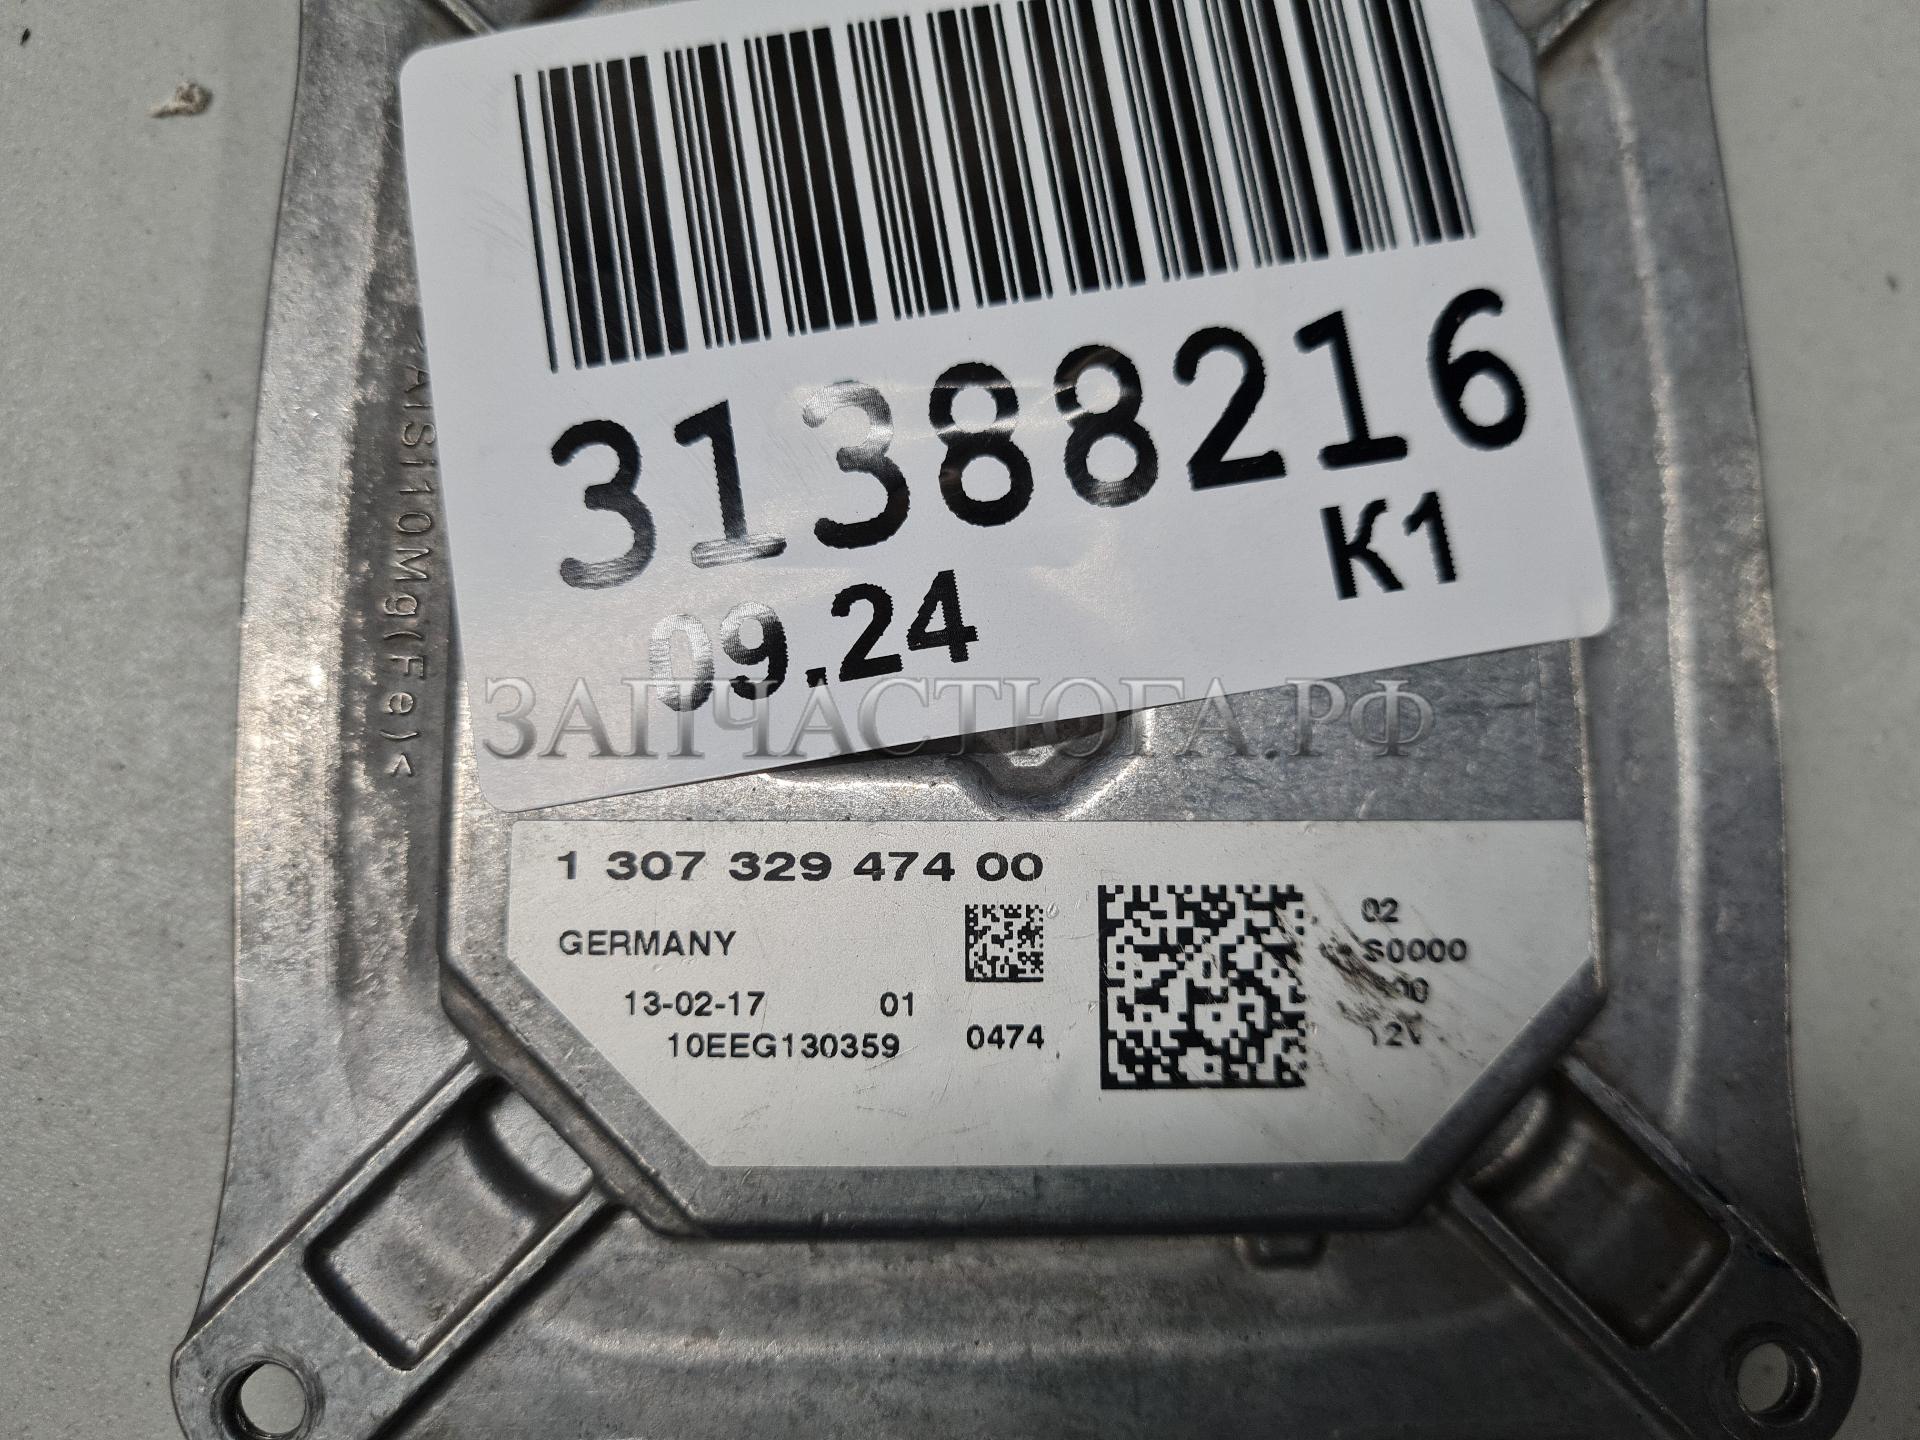 31388216
K1
09.24
ЗАПЧАСТЮГА.РФ
AlSi10Mg(Fe)<
1 307 329 474 00
GERMANY
13-02-17 01
10EEG130359 0474
02
S0000
12V